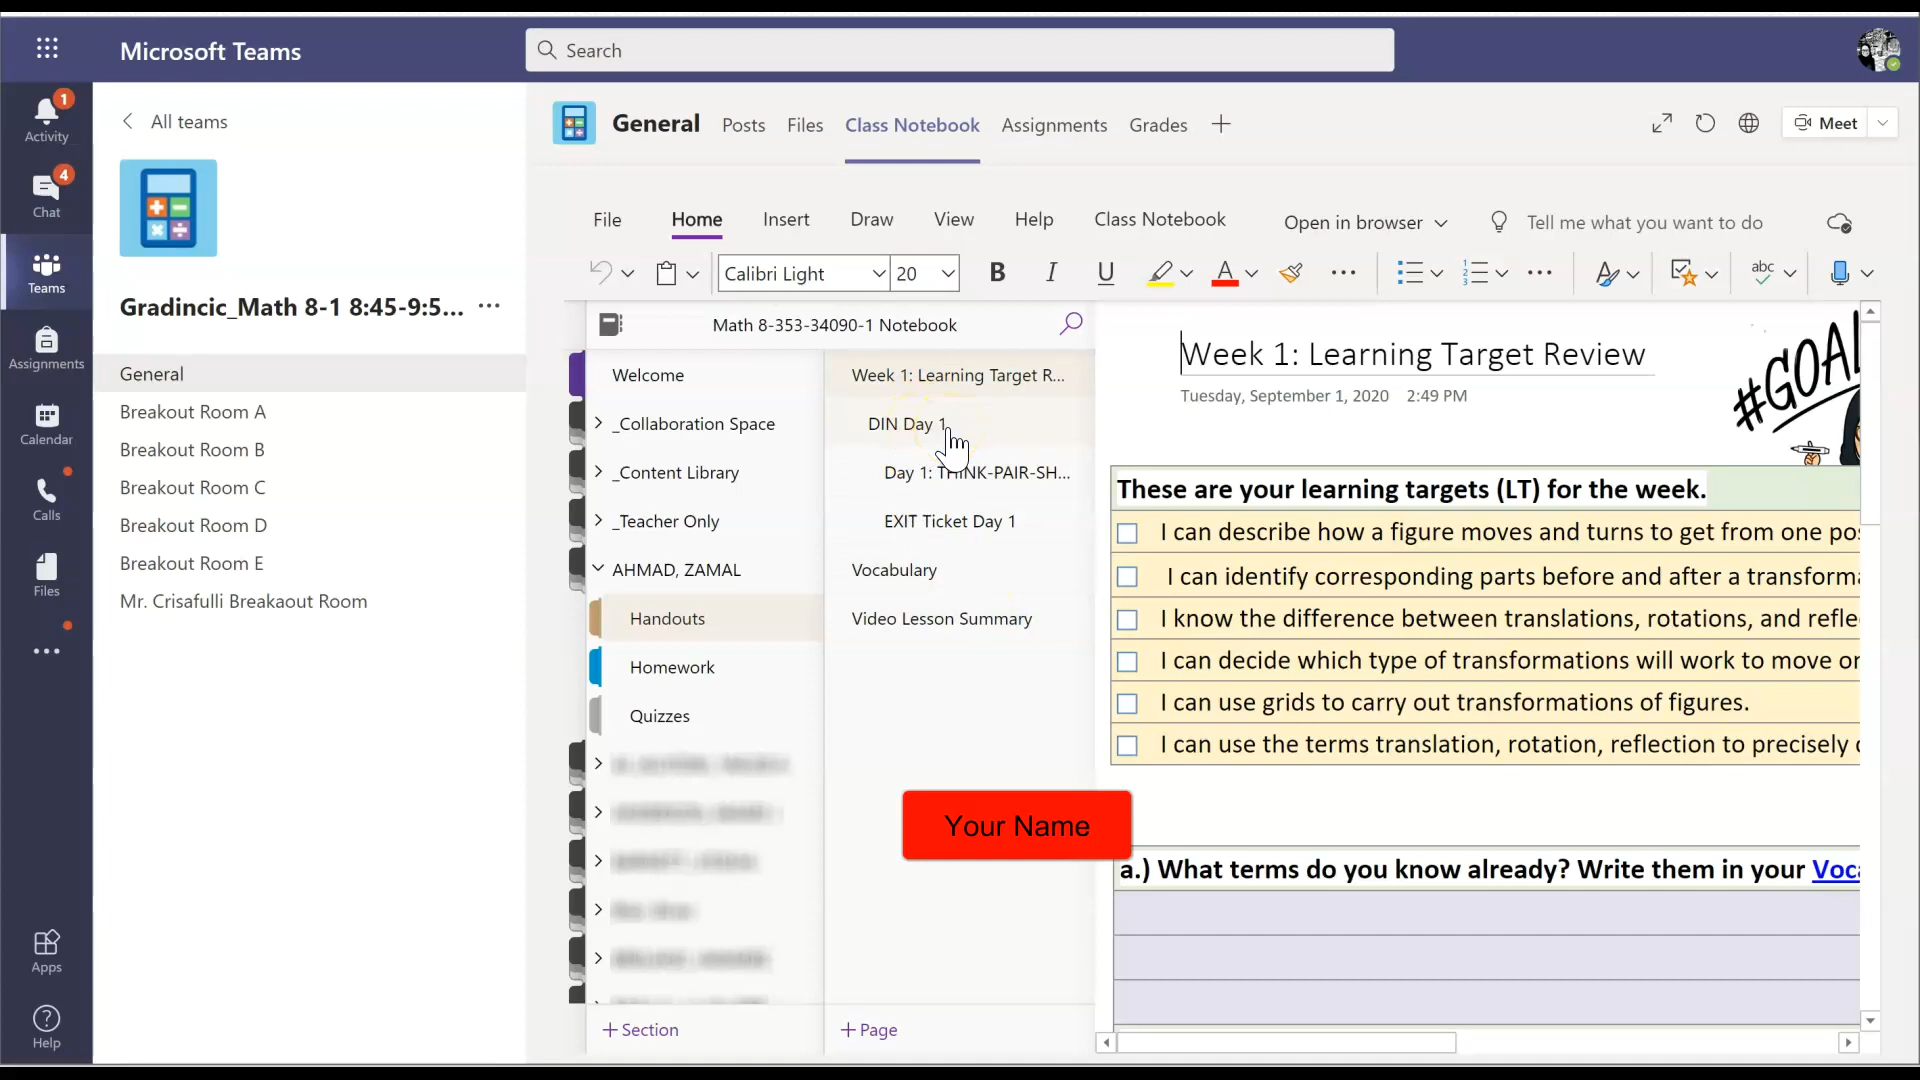 Microsoft Teams
Search
1
Activity
4
Chat
Teams
Assignments
Calendar
Calls
Files
Apps
Help
All teams
Gradincic_Math 8-1 8:45-9:5...
General
Breakout Room A
Breakout Room B
Breakout Room C
Breakout Room D
Breakout Room E
Mr. Crisafulli Breakaout Room
General
Posts
Files
Class Notebook
Assignments
Grades
Meet
File
Home
Insert
Draw
View
Help
Class Notebook
Open in browser
Tell me what you want to do
Calibri Light
20
B
I
U
A
abc
Math 8-353-34090-1 Notebook
Welcome
_Collaboration Space
_Content Library
_Teacher Only
AHMAD, ZAMAL
Handouts
Homework
Quizzes
+ Section
Week 1: Learning Target R...
DIN Day 1
Day 1: THINK-PAIR-SH...
EXIT Ticket Day 1
Vocabulary
Video Lesson Summary
+ Page
Your Name
Week 1: Learning Target Review
Tuesday, September 1, 2020 2:49 PM
#GOAL
These are your learning targets (LT) for the week.
I can describe how a figure moves and turns to get from one pos
I can identify corresponding parts before and after a transforma
I know the difference between translations, rotations, and refle
I can decide which type of transformations will work to move on
I can use grids to carry out transformations of figures.
I can use the terms translation, rotation, reflection to precisely
a.) What terms do you know already? Write them in your Voca